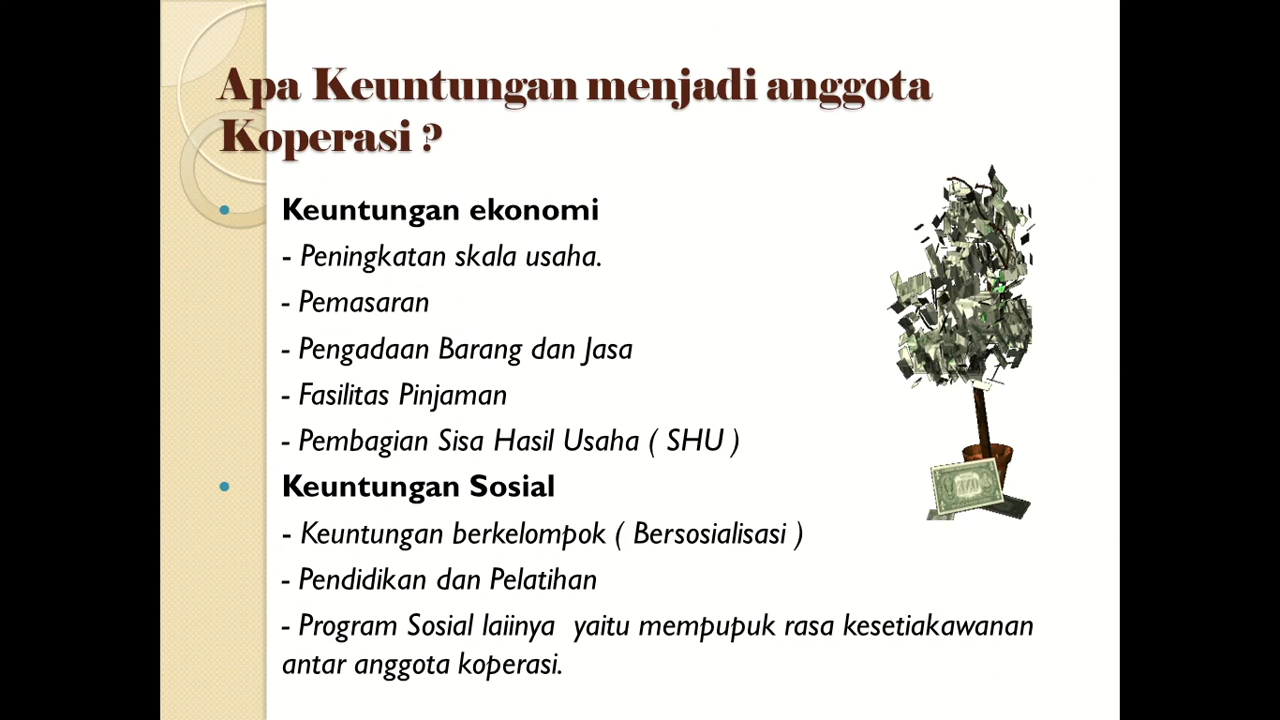 Apa Keuntungan menjadi anggota
Koperasi ?
• Keuntungan ekonomi
- Peningkatan skala usaha.
- Pemasaran
- Pengadaan Barang dan Jasa
- Fasilitas Pinjaman
- Pembagian Sisa Hasil Usaha ( SHU )
• Keuntungan Sosial
- Keuntungan berkelompok ( Bersosialisasi )
- Pendidikan dan Pelatihan
- Program Sosial laiinya yaitu mempupuk rasa kesetiakawanan
antar anggota koperasi.